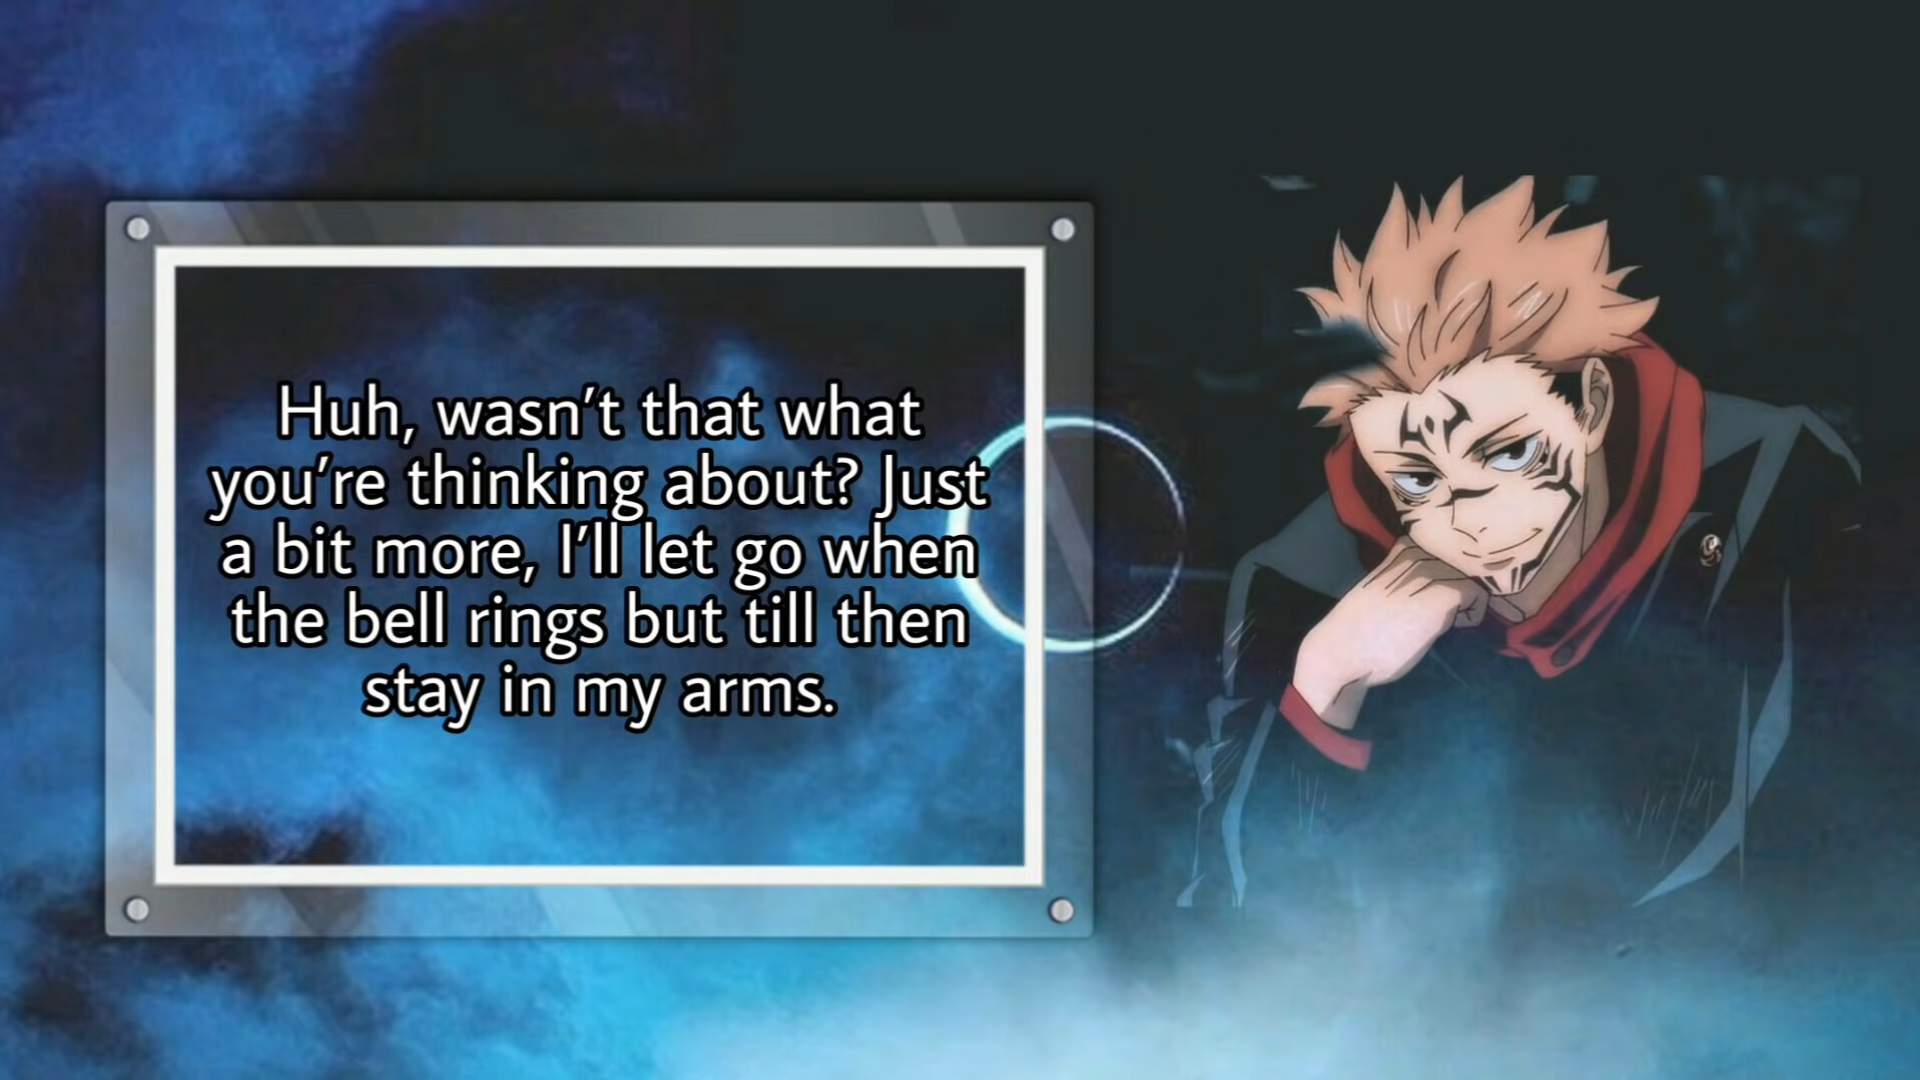 Huh, wasn't that what
you're thinking about? Just
a bit more, I'll let go when
the bell rings but till then
stay in my arms.